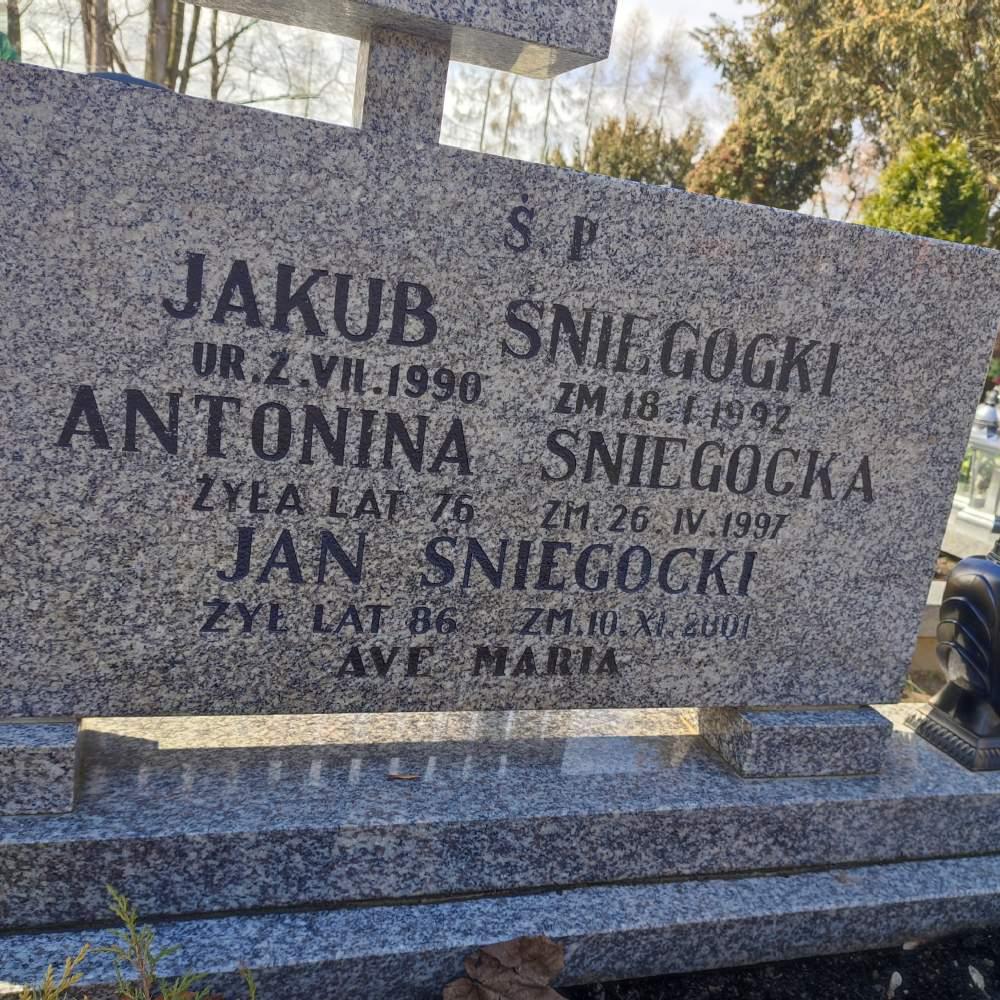 Ś P
JAKUB ŚNIEGOCKI
UR. 2. VII. 1990 ZM 18. I. 1992
ANTONINA ŚNIEGOCKA
ŻYŁA LAT 76 ZM. 26. IV. 1997
JAN ŚNIEGOCKI
ŻYŁ LAT 86 ZM. 10. XI. 2001
AVE MARIA